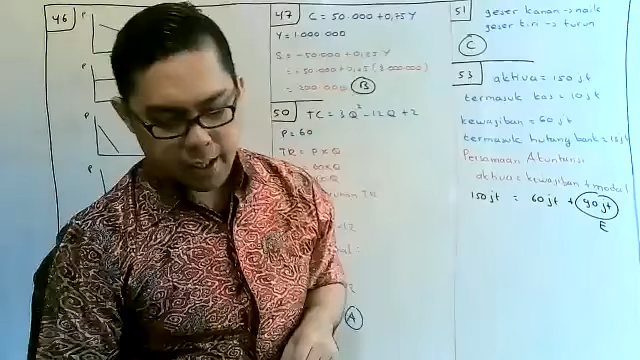 46
P
P
P
P
47
C = 50.000 + 0,75Y
Y = 1.000.000
S = -50.000 + 0,25Y
= -50.000 + 0,25 (1.000.000)
= 200.000 B
50
TC = 3Q² - 12Q + 2
P = 60
TR = P × Q
= 60 × Q
TR
A
51
geser kanan → naik
geser kiri → turun
C
53
aktiva = 150 jt
termasuk kas = 10 jt
kewajiban = 60 jt
termasuk hutang bank = 15 jt
Persamaan Akuntansi
aktiva = kewajiban + modal
150 jt = 60 jt + 90 jt
E